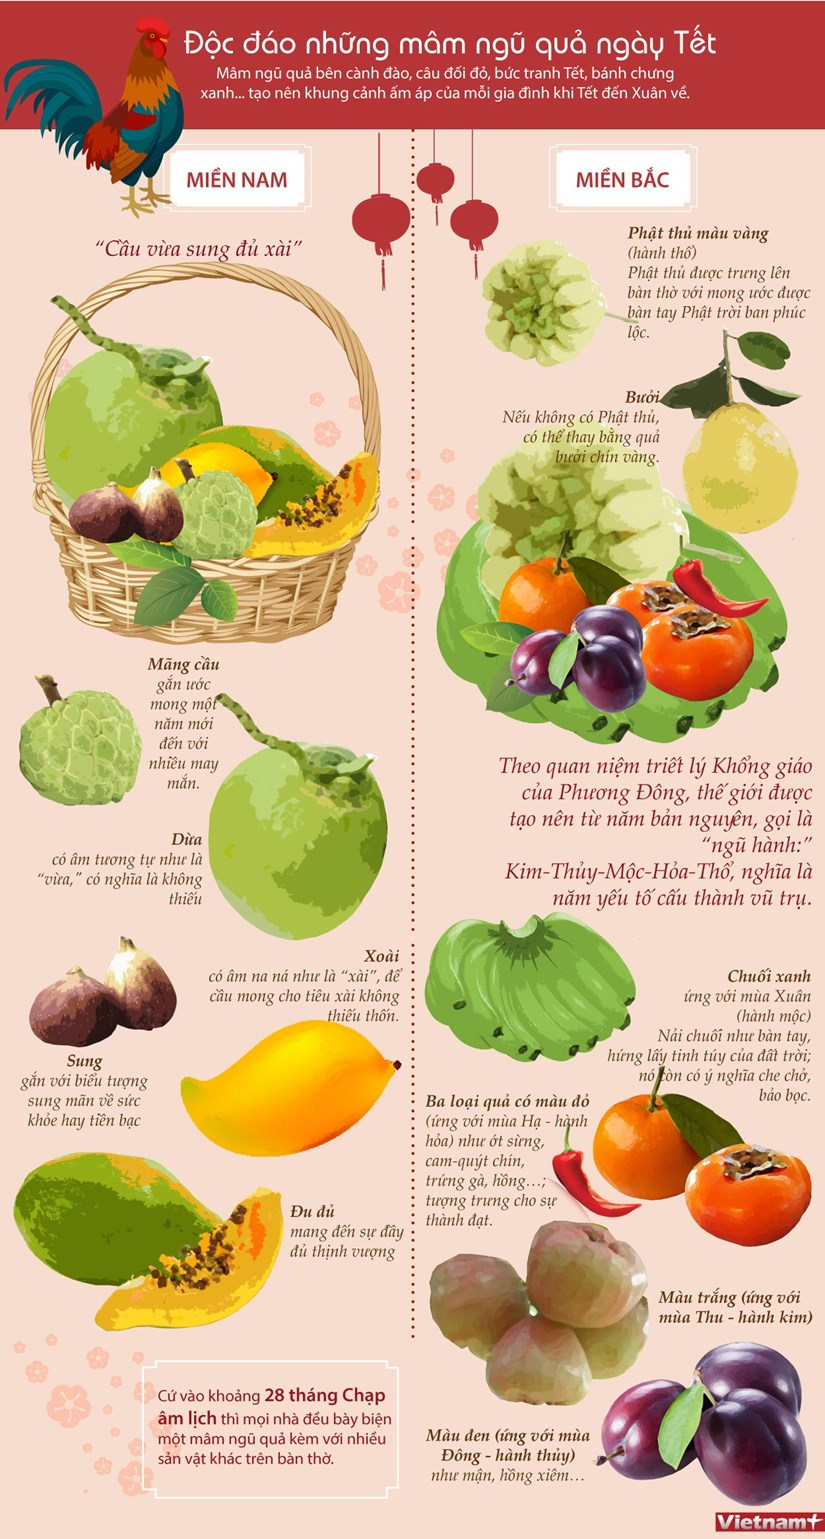 Độc đáo những mâm ngũ quả ngày Tết
Mâm ngũ quả bên cành đào, câu đối đỏ, bức tranh Tết, bánh chưng
xanh... tạo nên khung cảnh ấm áp của mỗi gia đình khi Tết đến Xuân về.
MIỀN NAM
“Cầu vừa sung đủ xài”
Mãng cầu
gắn ước
mong một
năm mới
đến với
nhiều may
mắn.
Dừa
có âm tương tự như là
“vừa,” có nghĩa là không
thiếu
Xoài
có âm na ná như là “xài”, để
cầu mong cho tiêu xài không
thiếu thốn.
Sung
gắn với biểu tượng
sung mãn về sức
khỏe hay tiền bạc
Đu đủ
mang đến sự đầy
đủ thịnh vượng
Cứ vào khoảng 28 tháng Chạp
âm lịch thì mọi nhà đều bày biện
một mâm ngũ quả kèm với nhiều
sản vật khác trên bàn thờ.
MIỀN BẮC
Phật thủ màu vàng
(hành thổ)
Phật thủ được trưng lên
bàn thờ với mong ước được
bàn tay Phật trời ban phúc
lộc.
Bưởi
Nếu không có Phật thủ,
có thể thay bằng quả
bưởi chín vàng.
Theo quan niệm triết lý Khổng giáo
của Phương Đông, thế giới được
tạo nên từ năm bản nguyên, gọi là
“ngũ hành:”
Kim-Thủy-Mộc-Hỏa-Thổ, nghĩa là
năm yếu tố cấu thành vũ trụ.
Chuối xanh
ứng với mùa Xuân
(hành mộc)
Nải chuối như bàn tay,
hứng lấy tinh túy của đất trời;
nó còn có ý nghĩa che chở,
bảo bọc.
Ba loại quả có màu đỏ
(ứng với mùa Hạ - hành
hỏa) như ớt sừng,
cam-quýt chín,
trứng gà, hồng...;
tượng trưng cho sự
thành đạt.
Màu trắng (ứng với
mùa Thu - hành kim)
Màu đen (ứng với mùa
Đông - hành thủy)
như mận, hồng xiêm...
Vietnam+